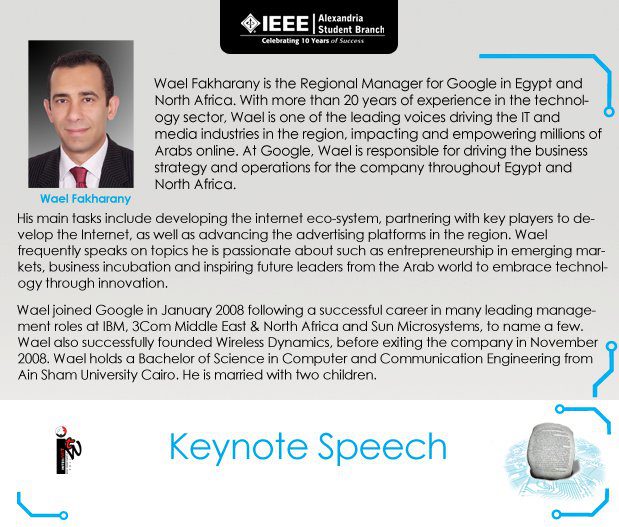 IEEE
Alexandria
Student Branch
Celebrating 10 Years of Success
Wael Fakharany is the Regional Manager for Google in Egypt and
North Africa. With more than 20 years of experience in the technol-
ogy sector, Wael is one of the leading voices driving the IT and
media industries in the region, impacting and empowering millions of
Arabs online. At Google, Wael is responsible for driving the business
strategy and operations for the company throughout Egypt and
North Africa.
Wael Fakharany
His main tasks include developing the internet eco-system, partnering with key players to de-
velop the Internet, as well as advancing the advertising platforms in the region. Wael
frequently speaks on topics he is passionate about such as entrepreneurship in emerging mar-
kets, business incubation and inspiring future leaders from the Arab world to embrace technol-
ogy through innovation.
Wael joined Google in January 2008 following a successful career in many leading manage-
ment roles at IBM, 3Com Middle East & North Africa and Sun Microsystems, to name a few.
Wael also successfully founded Wireless Dynamics, before exiting the company in November
2008. Wael holds a Bachelor of Science in Computer and Communication Engineering from
Ain Sham University Cairo. He is married with two children.
Keynote Speech